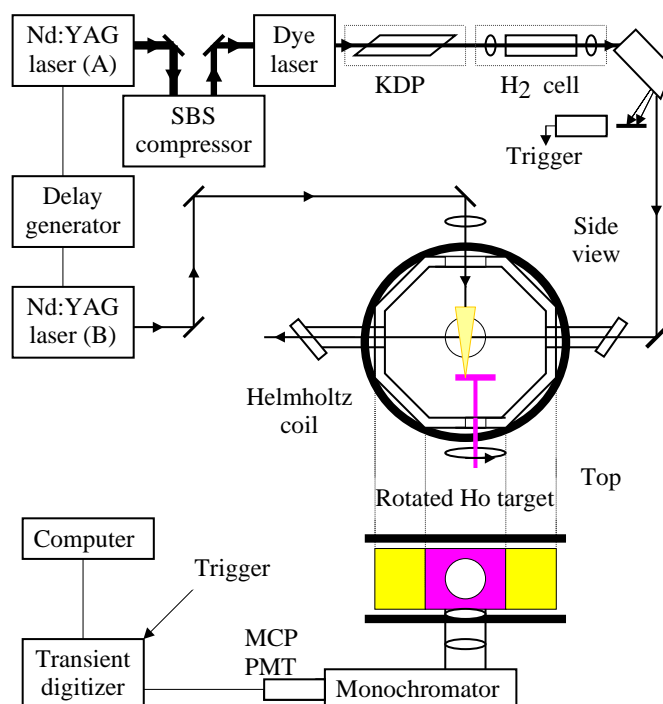 Nd:YAG
laser (A)
SBS
compressor
Dye
laser
KDP
H2 cell
Trigger
Delay
generator
Side
view
Nd:YAG
laser (B)
Helmholtz
coil
Rotated Ho target
Top
Computer
Trigger
Transient
digitizer
MCP
PMT
Monochromator